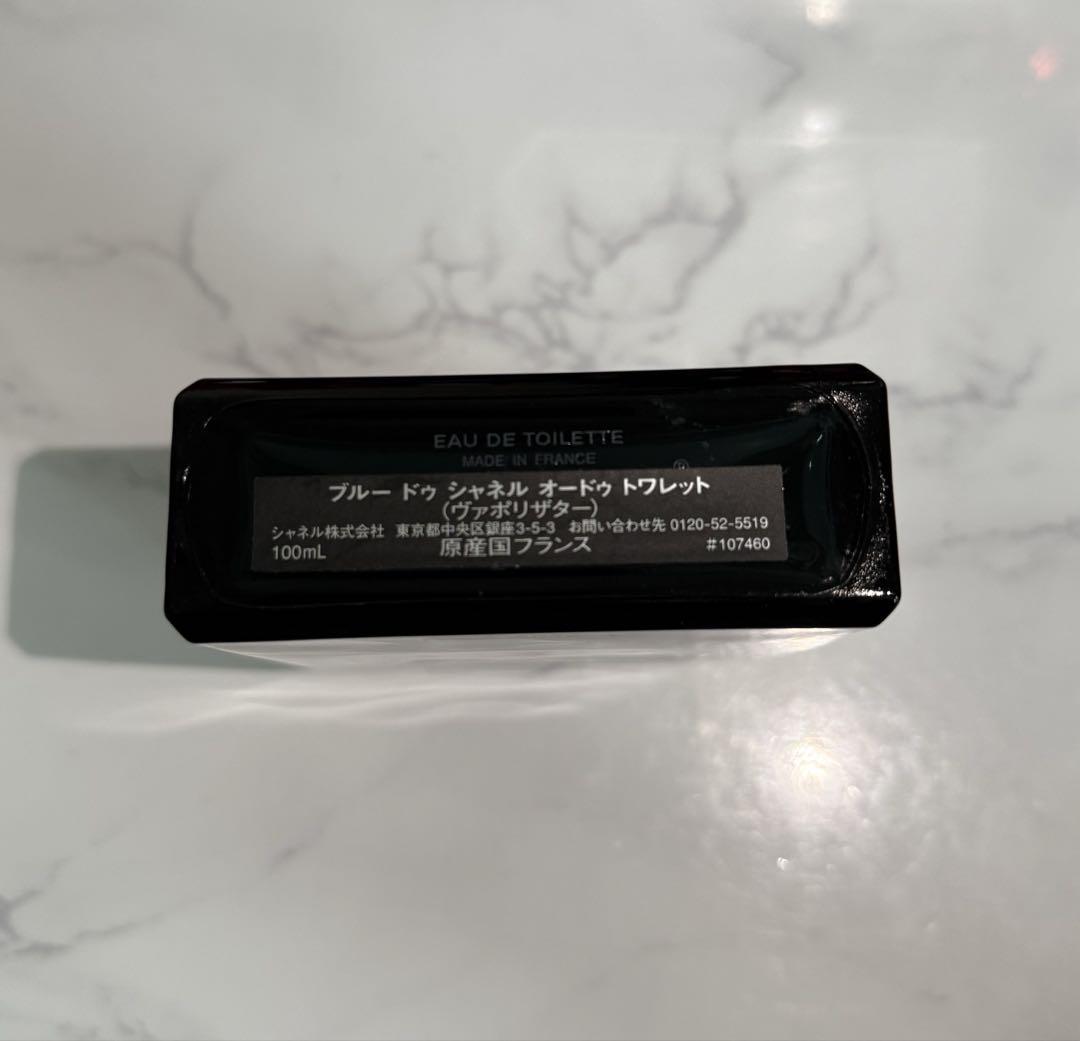 EAU DE TOILETTE
MADE IN FRANCE
®
ブルー ドゥ シャネル オードゥ トワレット
(ヴァポリザター)
シャネル株式会社 東京都中央区銀座3-5-3 お問い合わせ先 0120-52-5519
100mL 原産国フランス #107460